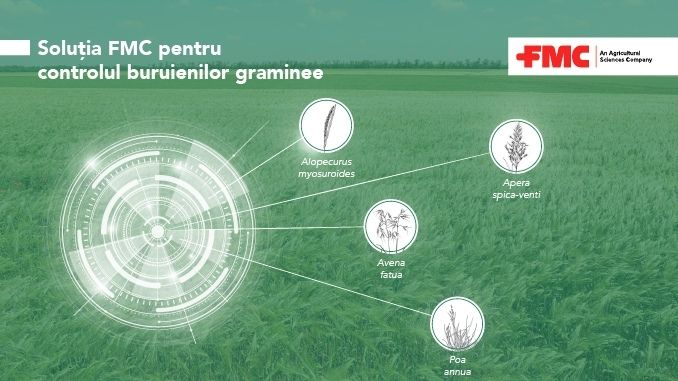 Soluția FMC pentru
controlul buruienilor graminee
FMC
An Agricultural
Sciences Company
Alopecurus
myosuroides
Apera
spica-venti
Avena
fatua
Poa
annua